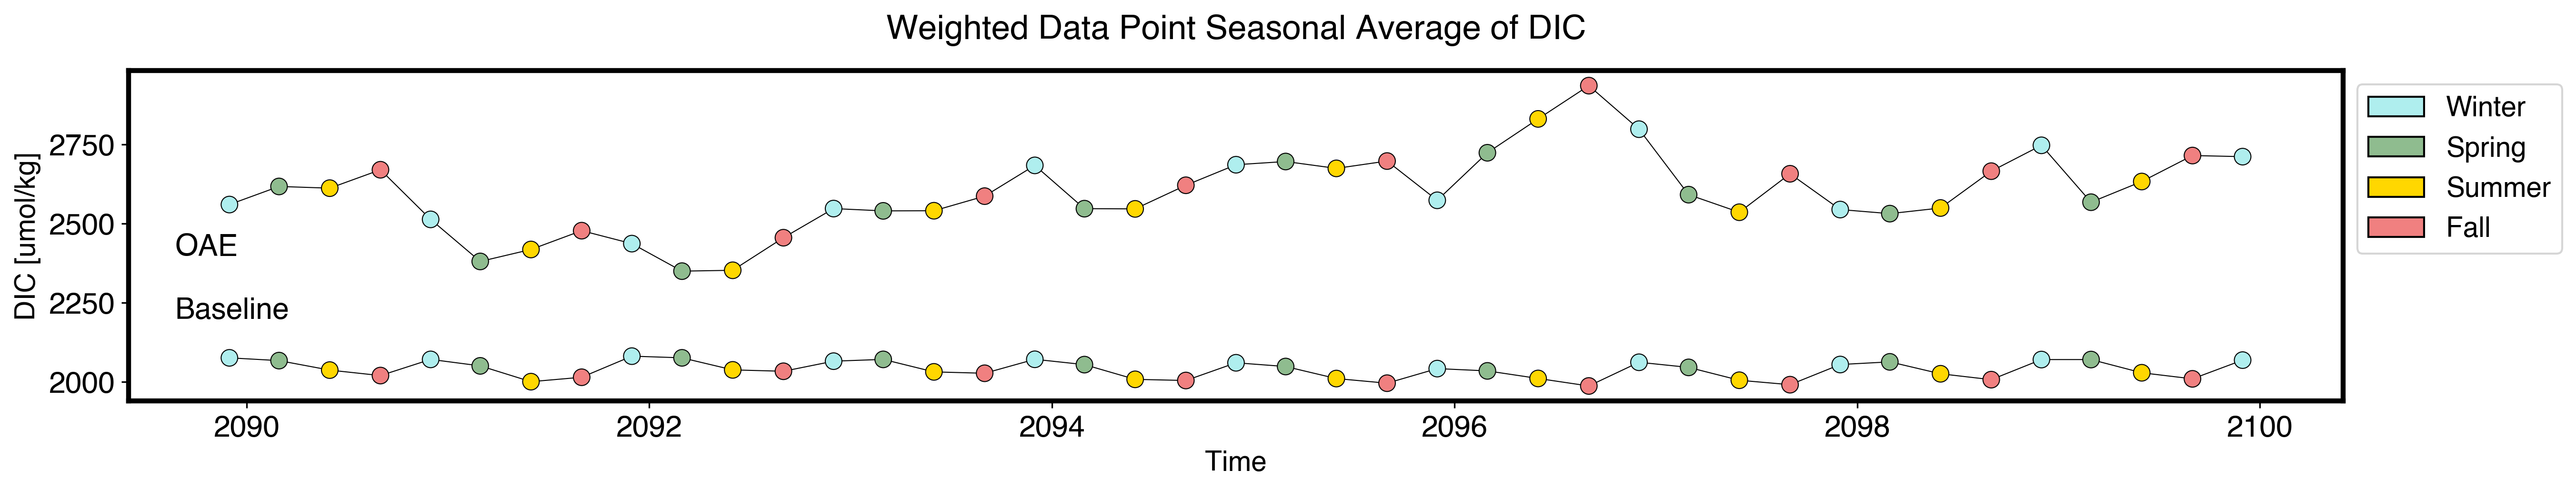 Weighted Data Point Seasonal Average of DIC
DIC [umol/kg]
2750
2500
2250
2000
OAE
Baseline
2090 2092 2094 2096 2098 2100
Time
Winter
Spring
Summer
Fall